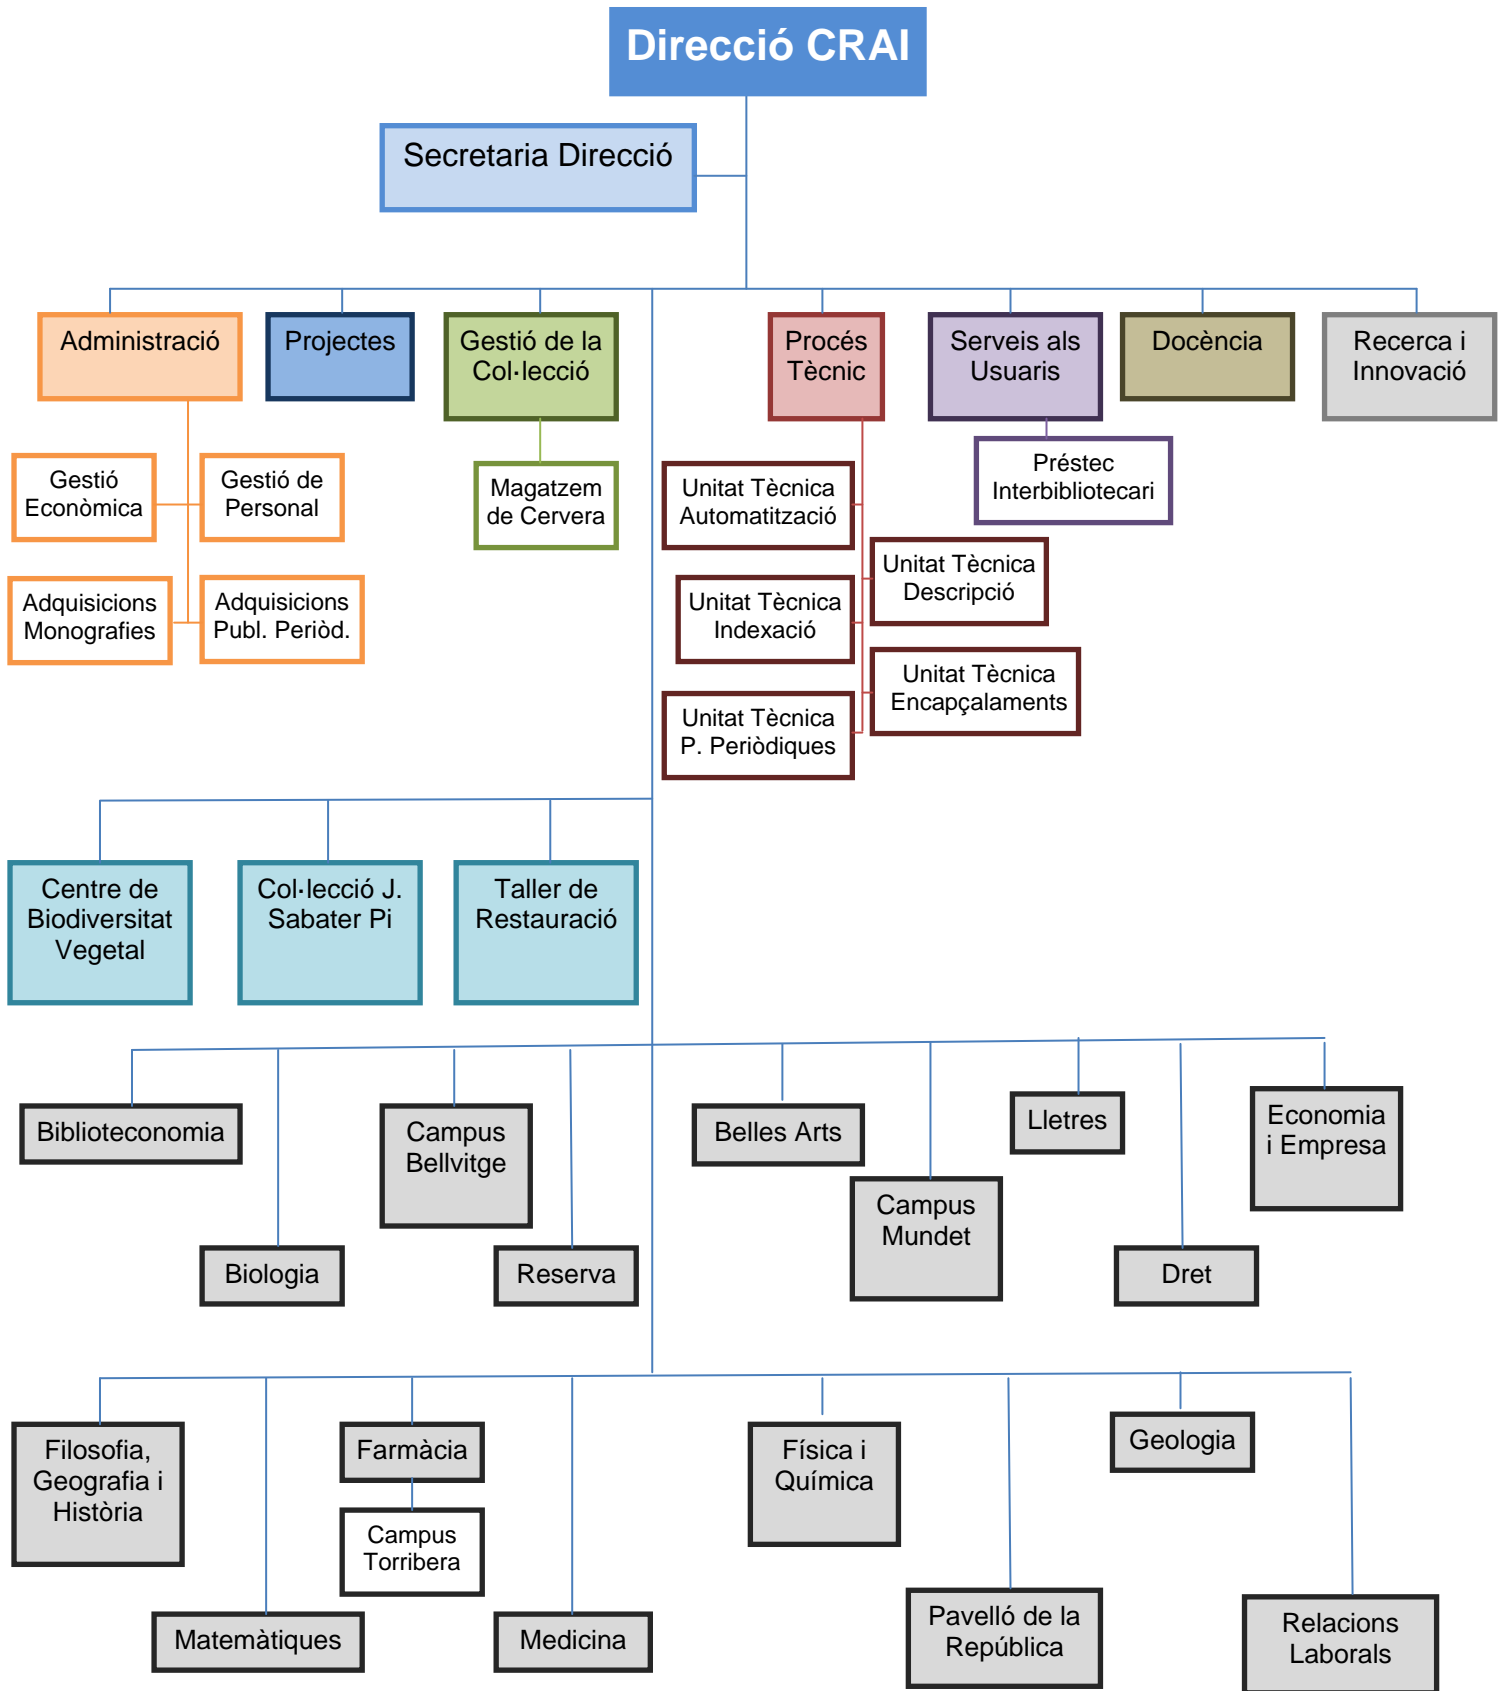 Direcció CRAI
Secretaria Direcció
Administració
Projectes
Gestió de la
Col·lecció
Procés
Tècnic
Serveis als
Usuaris
Docència
Recerca i
Innovació
Gestió
Econòmica
Gestió de
Personal
Adquisicions
Monografies
Adquisicions
Publ. Periòd.
Magatzem
de Cervera
Unitat Tècnica
Automatització
Unitat Tècnica
Descripció
Unitat Tècnica
Indexació
Unitat Tècnica
Encapçalaments
Unitat Tècnica
P. Periòdiques
Préstec
Interbibliotecari
Centre de
Biodiversitat
Vegetal
Col·lecció J.
Sabater Pi
Taller de
Restauració
Biblioteconomia
Campus
Bellvitge
Belles Arts
Lletres
Economia
i Empresa
Biologia
Reserva
Campus
Mundet
Dret
Filosofia,
Geografia i
Història
Farmàcia
Campus
Torribera
Física i
Química
Geologia
Matemàtiques
Medicina
Pavelló de la
República
Relacions
Laborals